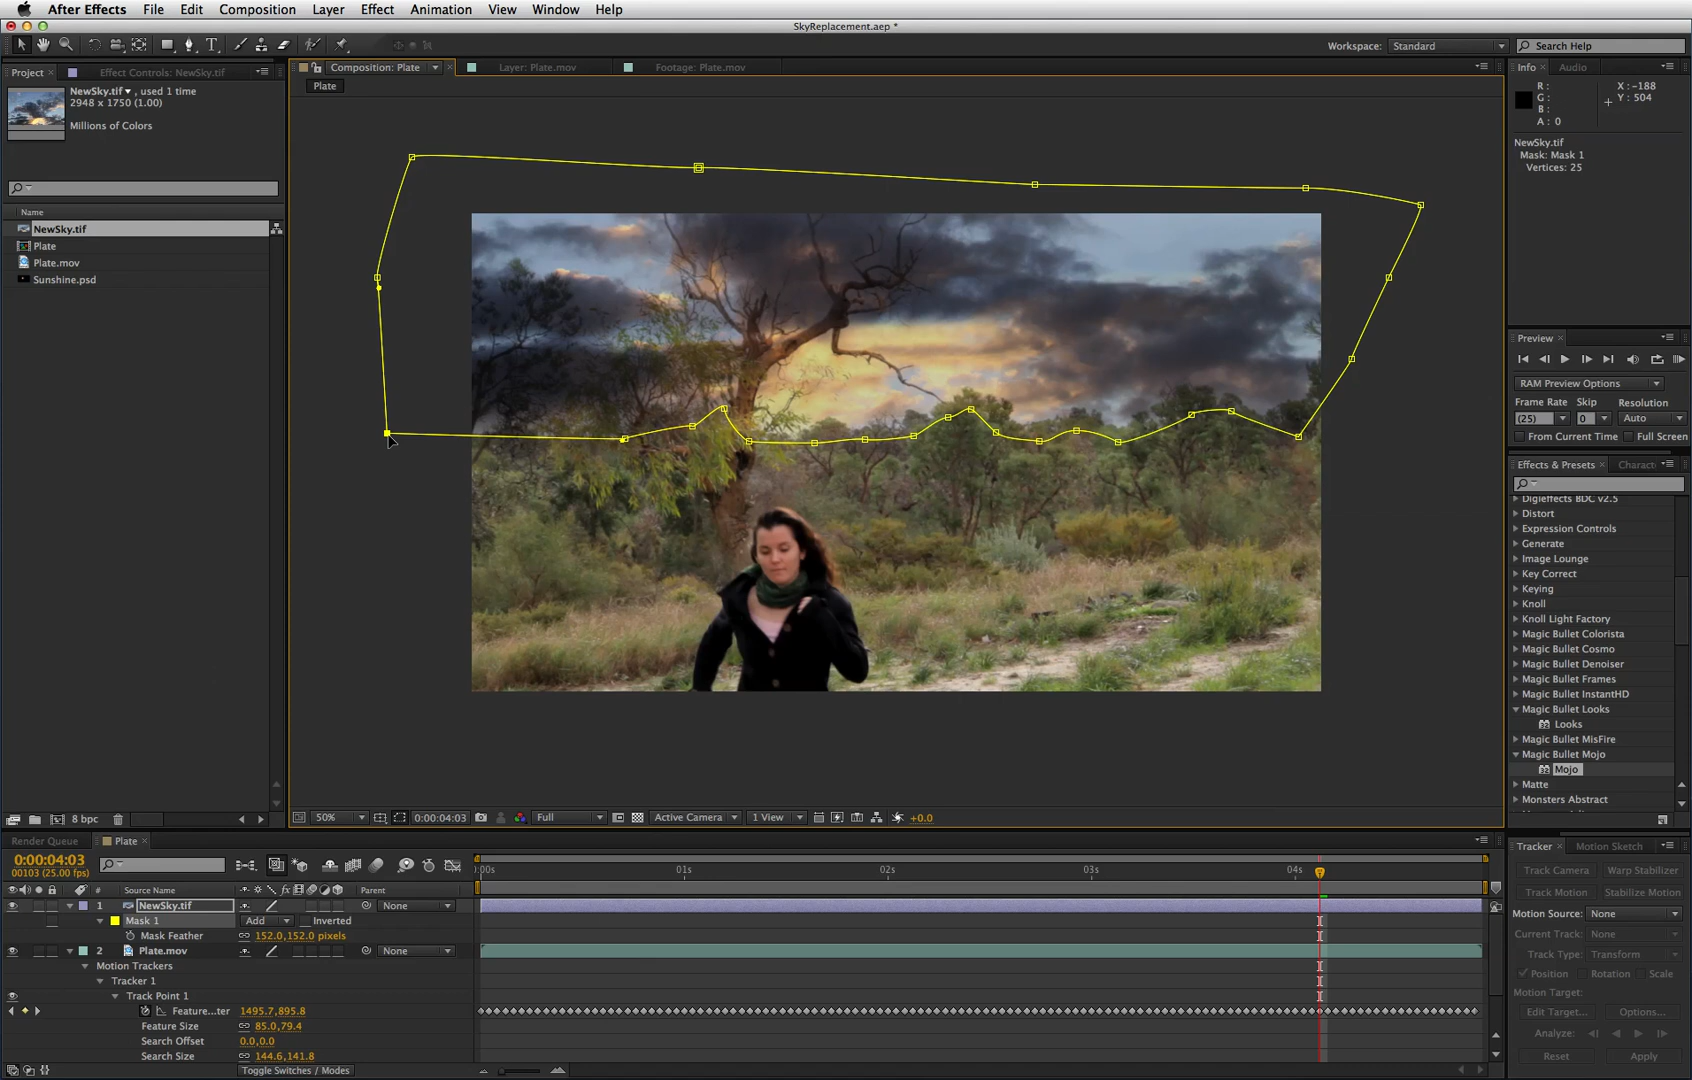 After Effects File Edit Composition Layer Effect Animation View Window Help
SkyReplacement.aep *
Workspace: Standard Search Help
Project Effect Controls: NewSky.tif
Composition: Plate Layer: Plate.mov Footage: Plate.mov
Info Audio
NewSky.tif , used 1 time
2948 x 1750 (1.00)
Millions of Colors
Plate
R :
G :
B :
A : 0
X : -188
Y : 504
NewSky.tif
Mask: Mask 1
Vertices: 25
Name
NewSky.tif
Plate
Plate.mov
Sunshine.psd
Preview
RAM Preview Options
Frame Rate Skip Resolution
(25) 0 Auto
From Current Time Full Screen
Effects & Presets Charact
Digieffects BDC v2.5
Distort
Expression Controls
Generate
Image Lounge
Key Correct
Keying
Knoll
Knoll Light Factory
Magic Bullet Colorista
Magic Bullet Cosmo
Magic Bullet Denoiser
Magic Bullet Frames
Magic Bullet InstantHD
Magic Bullet Looks
Looks
Magic Bullet MisFire
Magic Bullet Mojo
Mojo
Matte
Monsters Abstract
8 bpc
50% 0:00:04:03 Full Active Camera 1 View +0.0
Render Queue Plate
0:00:04:03
00103 (25.00 fps)
:00s 01s 02s 03s 04s
# Source Name Parent
1 NewSky.tif None
Mask 1 Add Inverted
Mask Feather 152.0,152.0 pixels
2 Plate.mov None
Motion Trackers
Tracker 1
Track Point 1
Feature...ter 1495.7,895.8
Feature Size 85.0,79.4
Search Offset 0.0,0.0
Search Size 144.6,141.8
Toggle Switches / Modes
Tracker Motion Sketch
Track Camera Warp Stabilizer
Track Motion Stabilize Motion
Motion Source: None
Current Track: None
Track Type: Transform
Position Rotation Scale
Motion Target:
Edit Target... Options...
Analyze:
Reset Apply